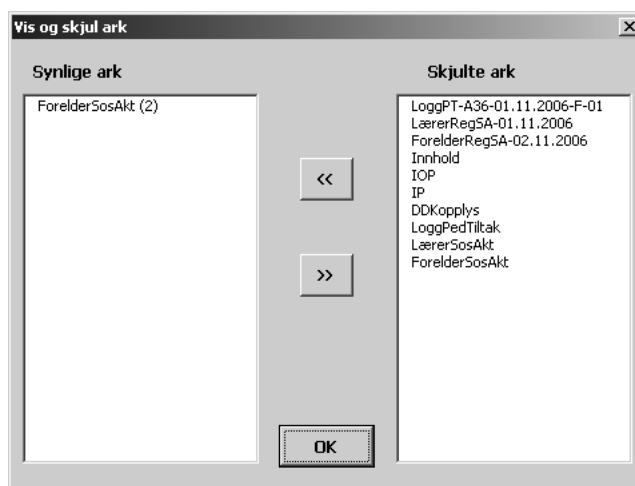 Vis og skjul ark
Synlige ark
Skjulte ark
ForelderSosAkt (2)
<<
>>
LoggPT-A36-01.11.2006-F-01
LærerRegSA-01.11.2006
ForelderRegSA-02.11.2006
Innhold
IOP
IP
DDKopplys
LoggPedTiltak
LærerSosAkt
ForelderSosAkt
OK